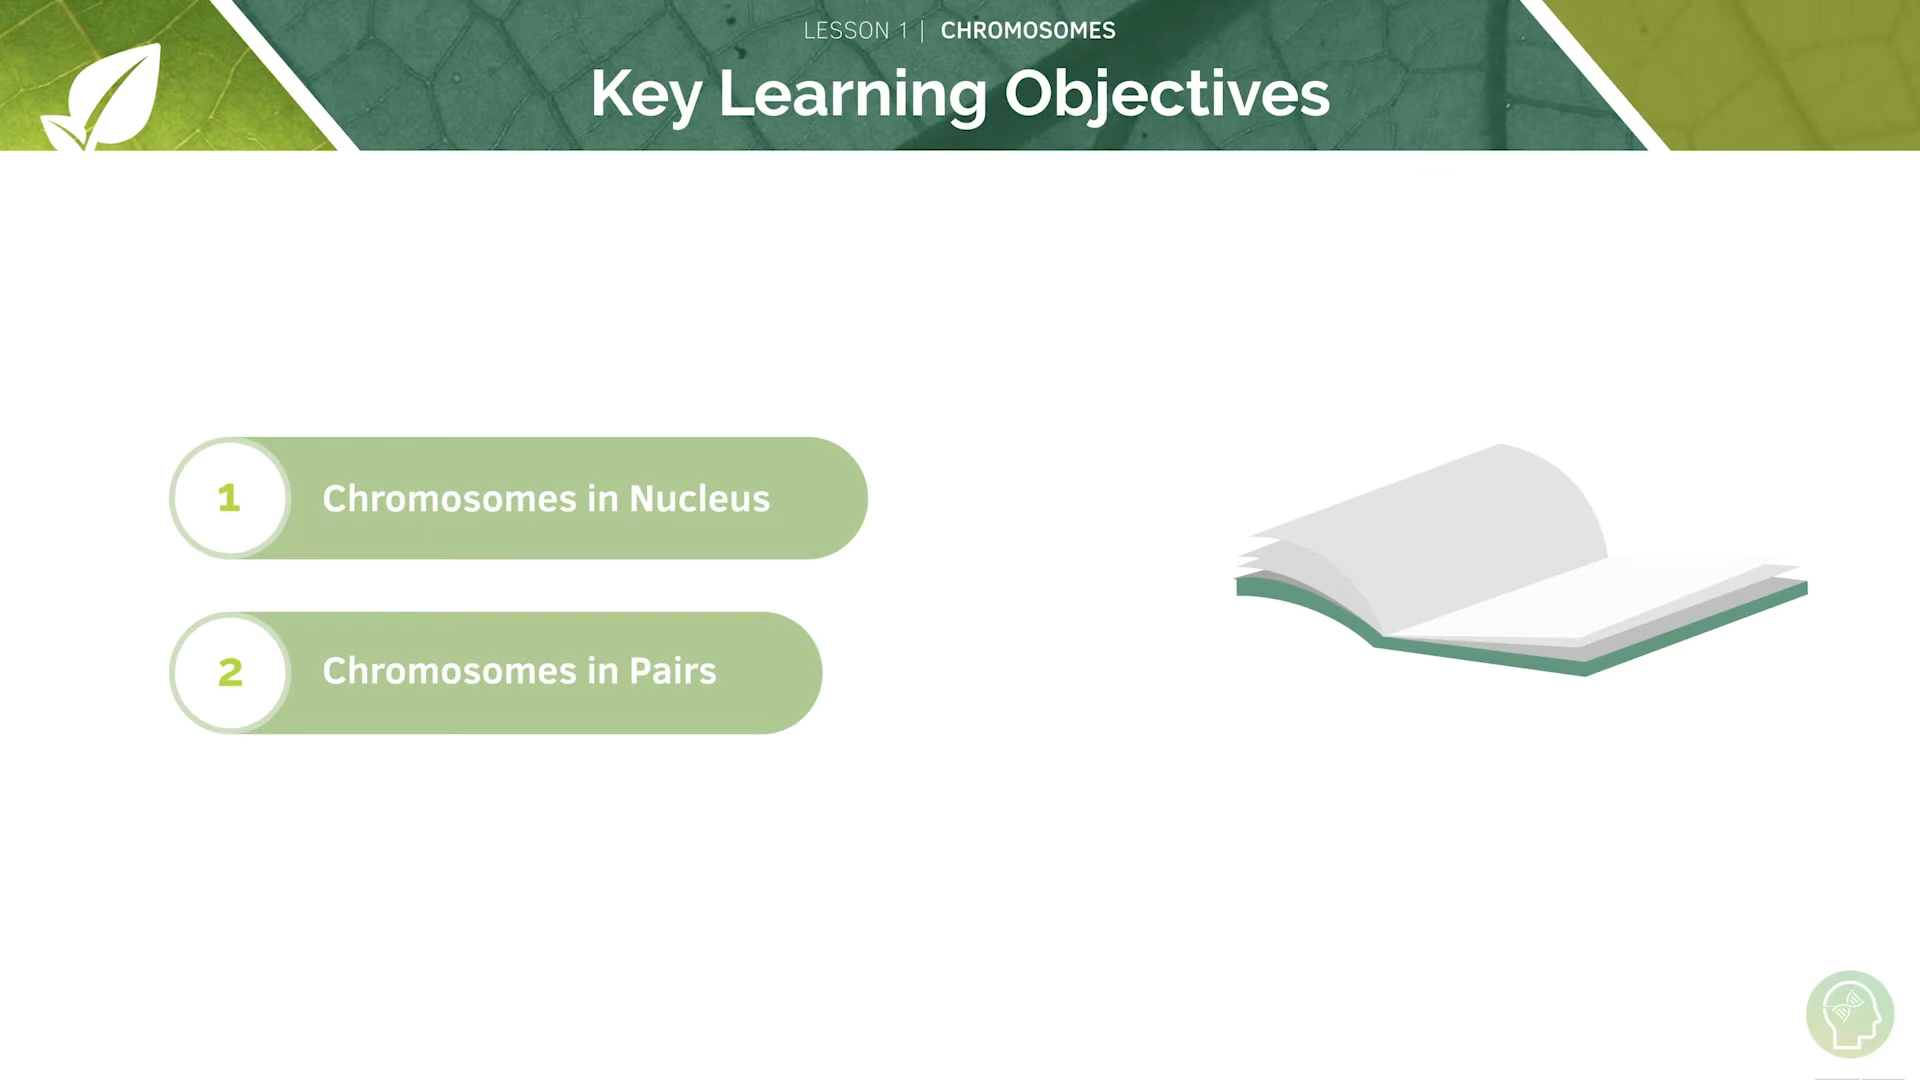 LESSON 1 | CHROMOSOMES
Key Learning Objectives
1 Chromosomes in Nucleus
2 Chromosomes in Pairs